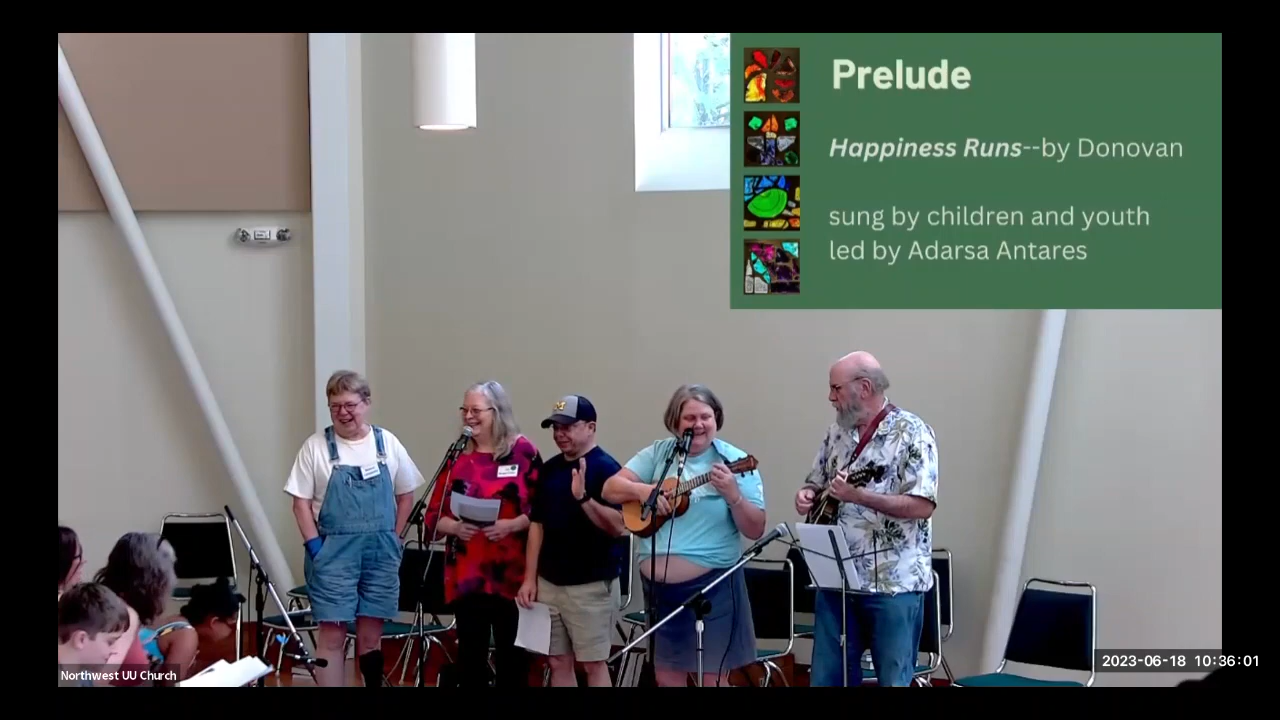 Prelude
Happiness Runs--by Donovan
sung by children and youth
led by Adarsa Antares
Northwest UU Church
2023-06-18 10:36:01